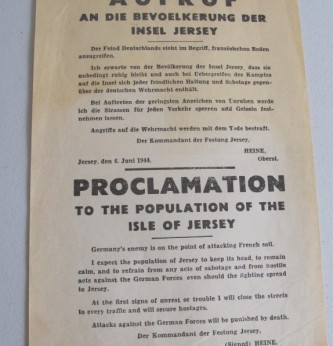 AUFRUF
AN DIE BEVOELKERUNG DER
INSEL JERSEY
Der Feind Deutschlands steht im Begriff, französischen Boden
anzugreifen.
Ich erwarte von der Bevölkerung der Insel Jersey, dass sie
unbedingt ruhig bleibt und auch bei Uebergreifen des Kampfes
auf die Insel sich jeder feindlichen Haltung und Sabotage gegen-
über der deutschen Wehrmacht enthält.
Bei Auftreten der geringsten Anzeichen von Unruhen würde
ich die Strassen für jeden Verkehr sperren und Geiseln fest-
nehmen lassen.
Angriffe auf die Wehrmacht werden mit dem Tode bestraft.
Der Kommandant der Festung Jersey,
HEINE,
Jersey, den 6. Juni 1944.
Oberst.
PROCLAMATION
TO THE POPULATION OF THE
ISLE OF JERSEY
Germany's enemy is on the point of attacking French soil.
I expect the population of Jersey to keep its head, to remain
calm, and to refrain from any acts of sabotage and from hostile
acts against the German Forces even should the fighting spread
to Jersey.
At the first signs of unrest or trouble I will close the streets
to every traffic and will secure hostages.
Attacks against the German Forces will be punished by death.
Der Kommandant der Festung Jersey,
(Signed) HEINE,